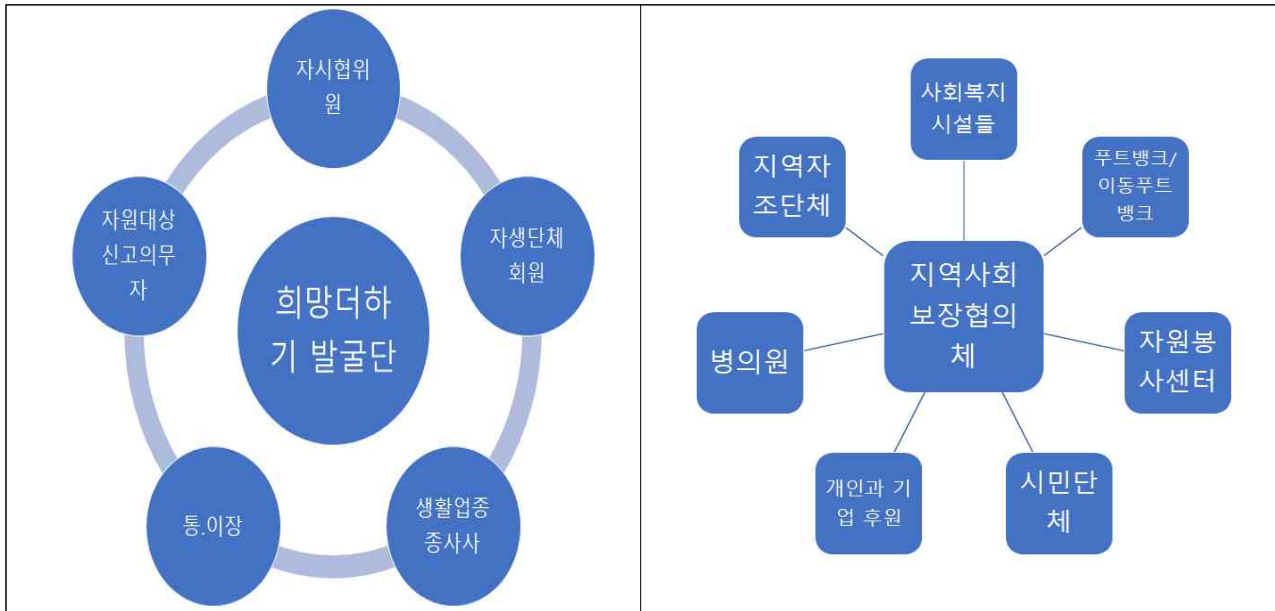 자시협위
원
자생단체
회원
생활업종
종사사
통.이장
자원대상
신고의무
자
희망더하
기 발굴단
사회복지
시설들
푸트뱅크/
이동푸트
뱅크
자원봉
사센터
시민단
체
개인과 기
업 후원
병의원
지역자
조단체
지역사회
보장협의
체